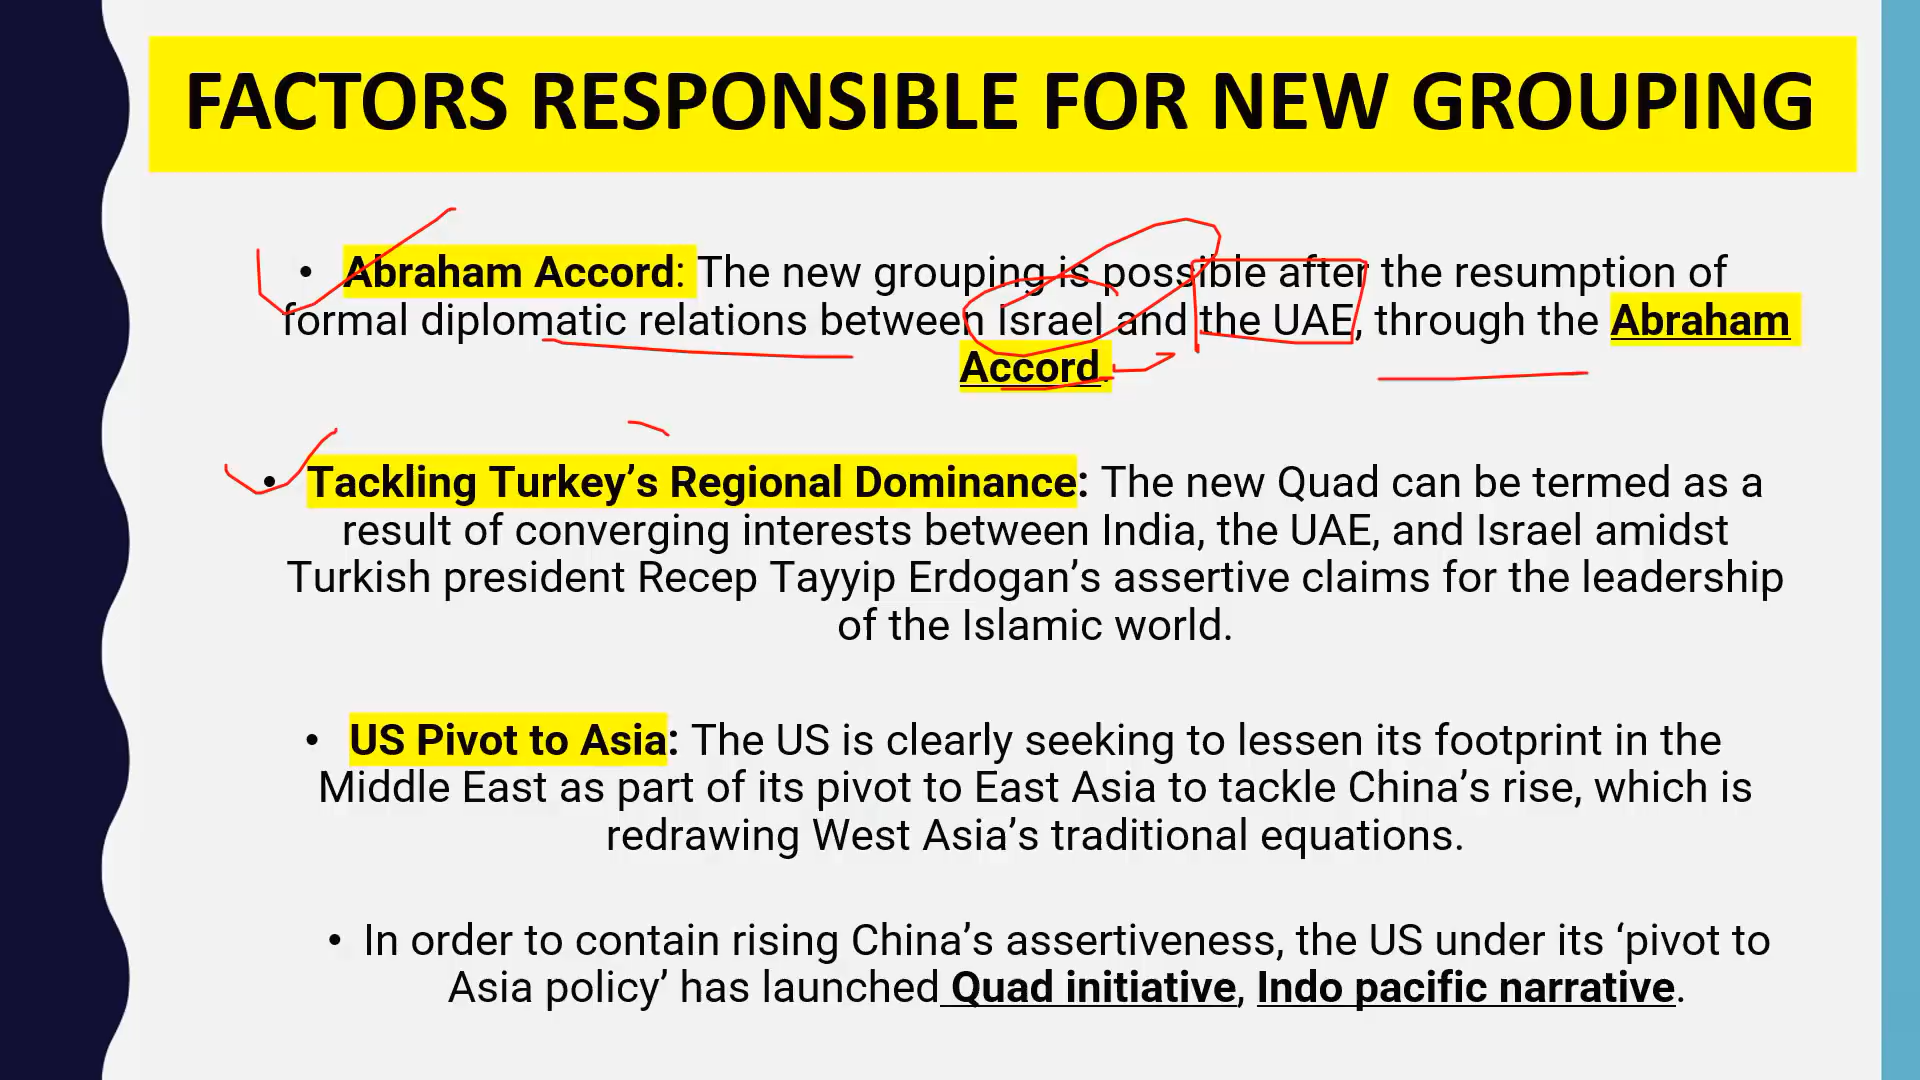 FACTORS RESPONSIBLE FOR NEW GROUPING
• Abraham Accord: The new grouping is possible after the resumption of
formal diplomatic relations between Israel and the UAE, through the Abraham
Accord.
• Tackling Turkey’s Regional Dominance: The new Quad can be termed as a
result of converging interests between India, the UAE, and Israel amidst
Turkish president Recep Tayyip Erdogan’s assertive claims for the leadership
of the Islamic world.
• US Pivot to Asia: The US is clearly seeking to lessen its footprint in the
Middle East as part of its pivot to East Asia to tackle China’s rise, which is
redrawing West Asia’s traditional equations.
• In order to contain rising China’s assertiveness, the US under its ‘pivot to
Asia policy’ has launched Quad initiative, Indo pacific narrative.